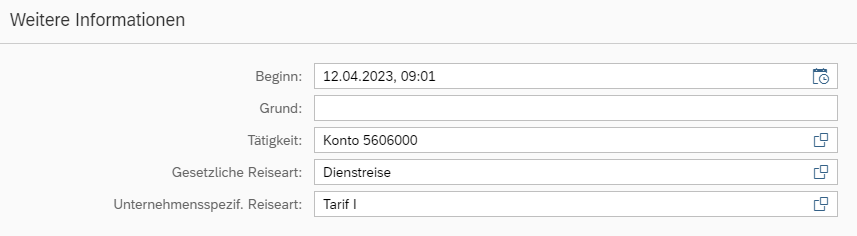 Weitere Informationen
Beginn: 12.04.2023, 09:01
Grund:
Tätigkeit: Konto 5606000
Gesetzliche Reiseart: Dienstreise
Unternehmensspezif. Reiseart: Tarif I